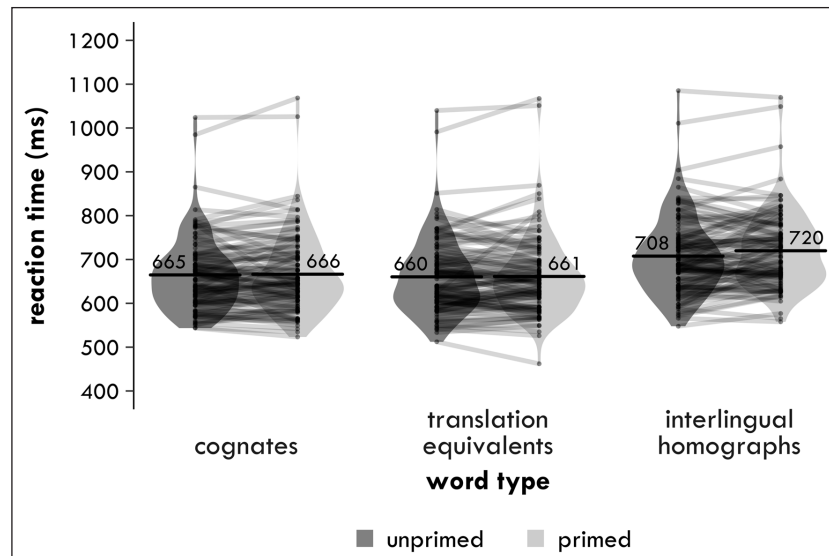 1200
1100
1000
900
800
700
600
500
400
reaction time (ms)
665
666
660
661
708
720
cognates
translation
equivalents
interlingual
homographs
word type
unprimed
primed